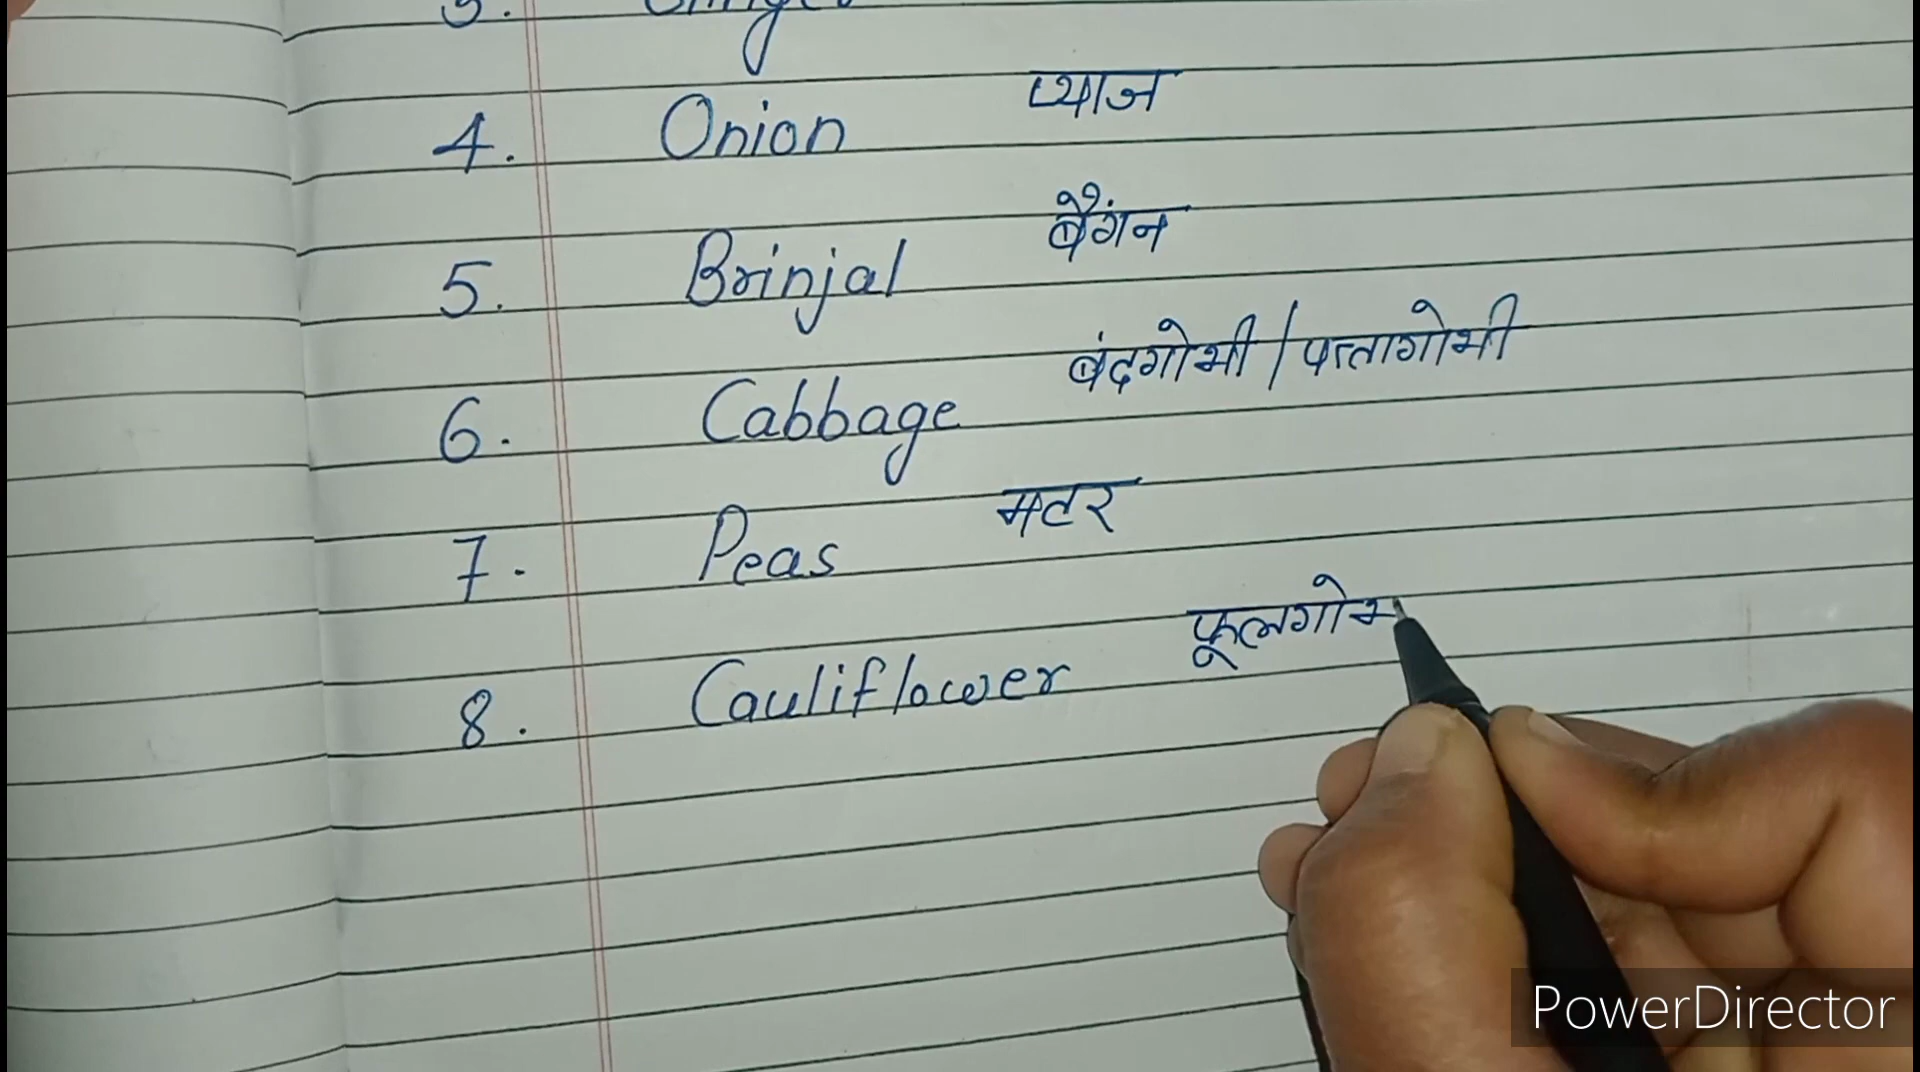 4. Onion प्याज
5. Brinjal बैंगन
6. Cabbage बंदगोभी / पत्तागोभी
7. Peas मटर
8. Cauliflower फूलगोभ
PowerDirector